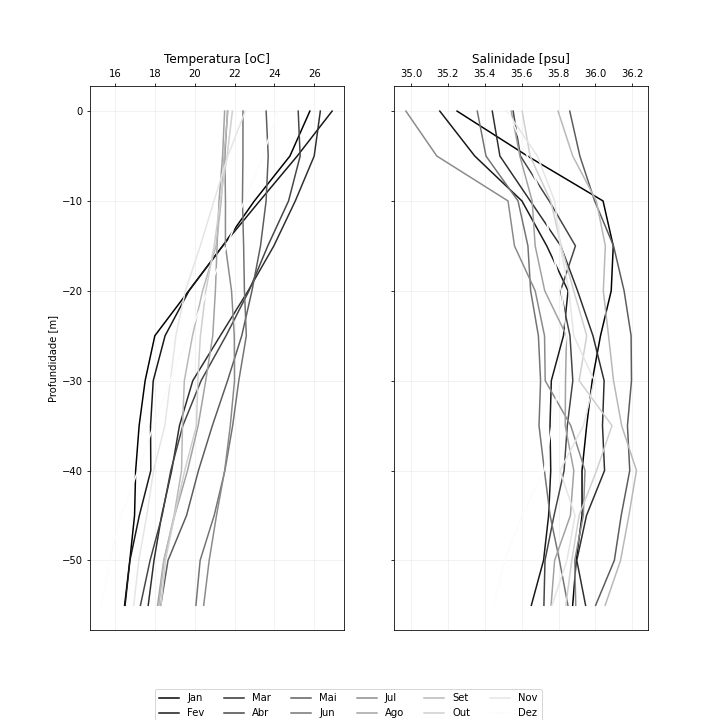 Temperatura [oC] Salinidade [psu]
16 18 20 22 24 26 35.0 35.2 35.4 35.6 35.8 36.0 36.2
0
−10
−20
−30
−40
−50
Profundidade [m]
Jan Mar Mai Jul Set Nov
Fev Abr Jun Ago Out Dez